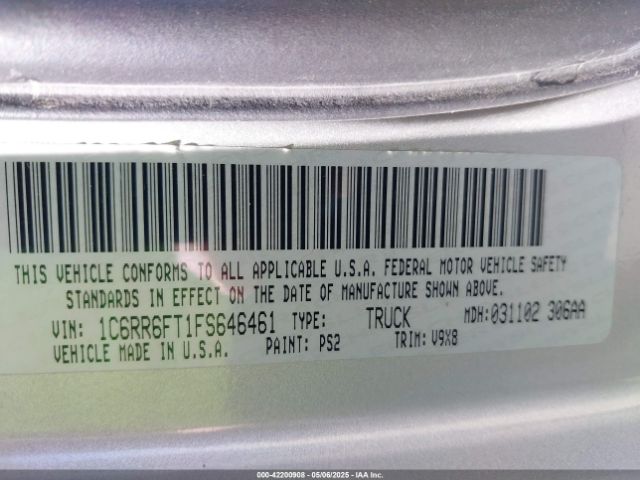 THIS VEHICLE CONFORMS TO ALL APPLICABLE U.S.A. FEDERAL MOTOR VEHICLE SAFETY
STANDARDS IN EFFECT ON THE DATE OF MANUFACTURE SHOWN ABOVE.
VIN: 1C6RR6FT1FS646461 TYPE: TRUCK MDH: 031102 306AA
VEHICLE MADE IN U.S.A. PAINT: PS2 TRIM: V9X8
000-42200908 - 05/06/2025 - IAA Inc.